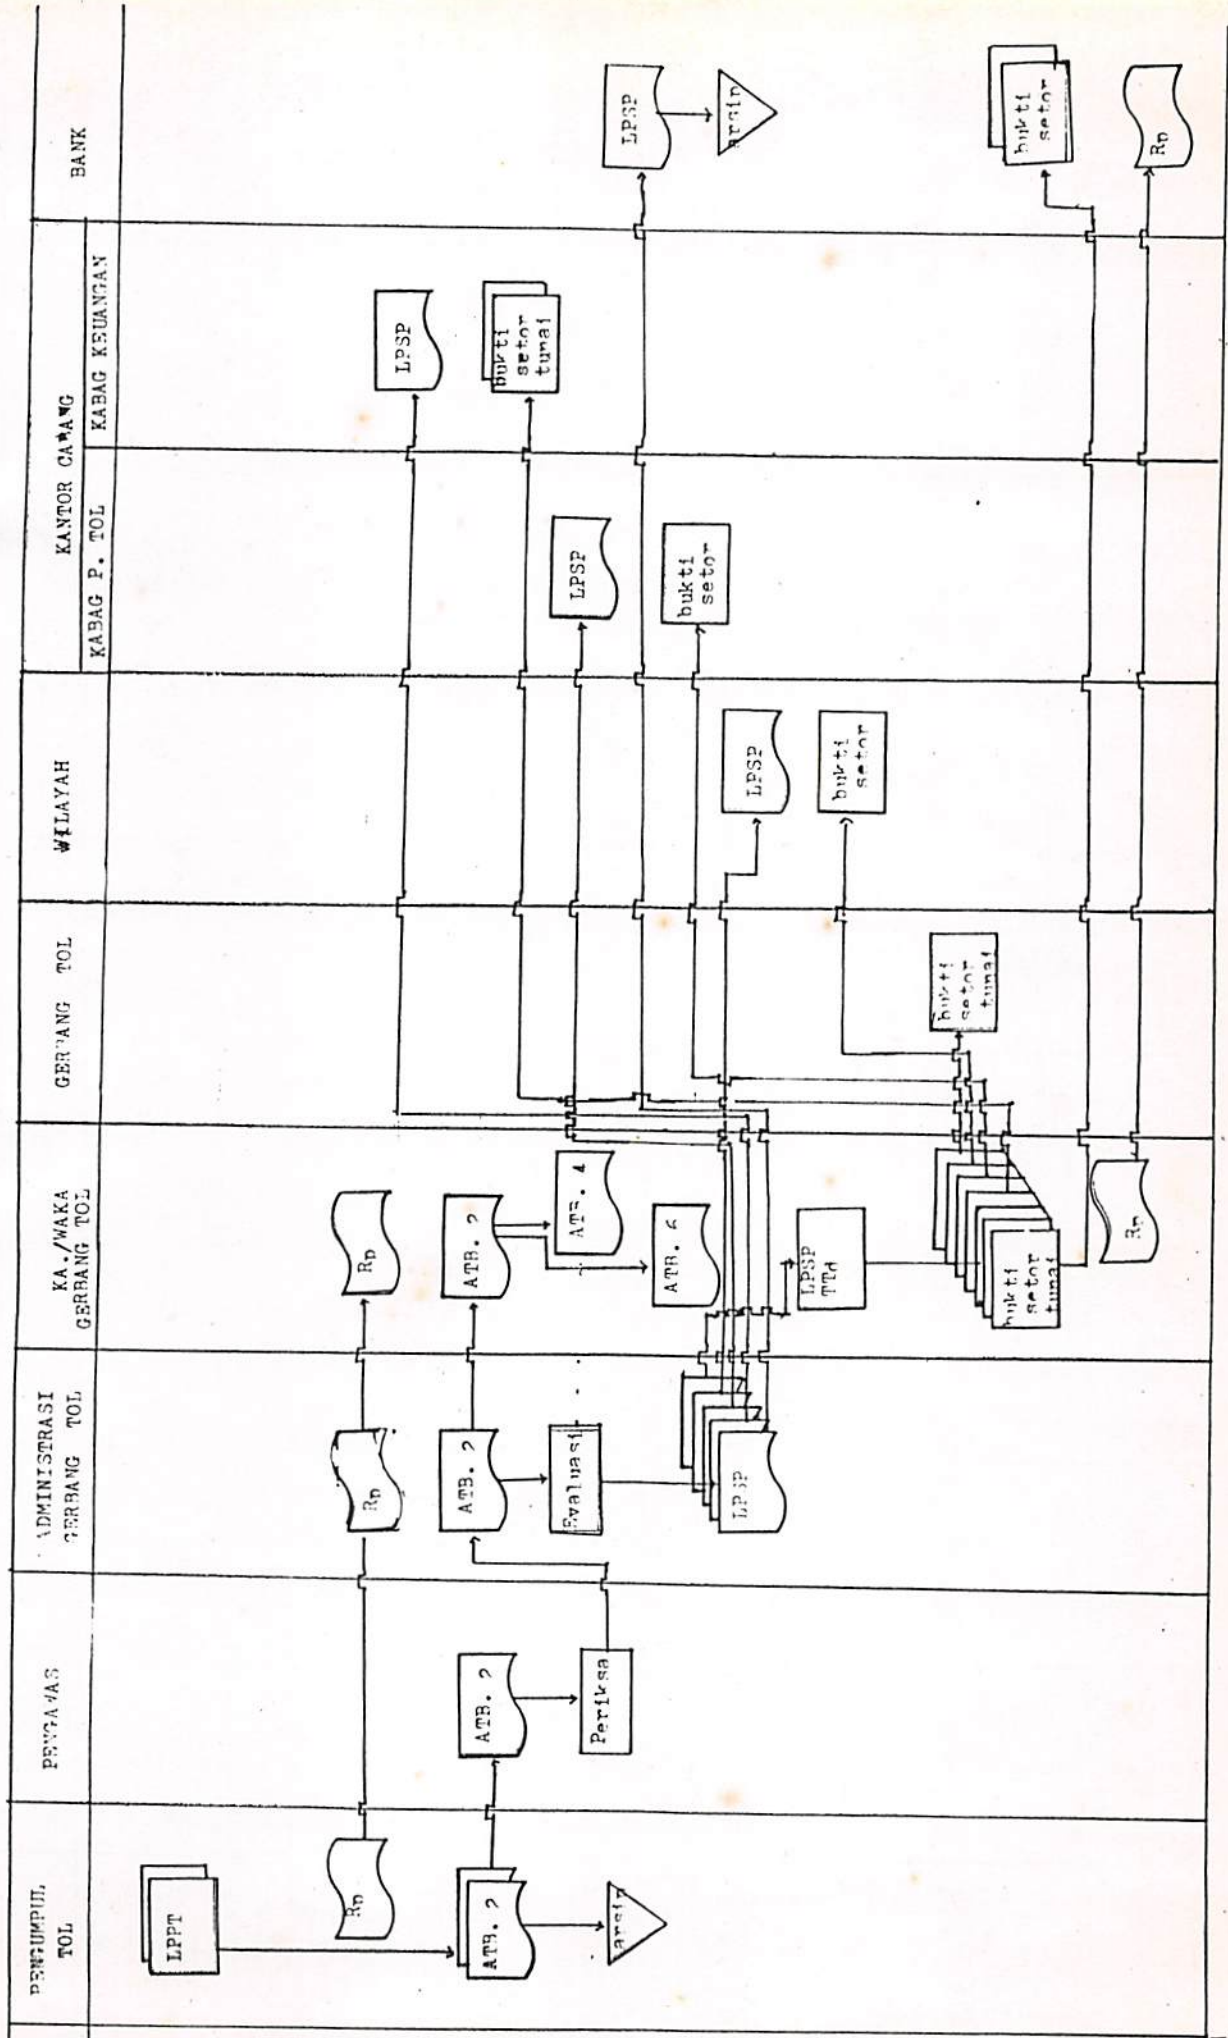 PENGUMPUL
TOL
PENGAWAS
ADMINISTRASI
GERBANG TOL
KA./WAKA
GERBANG TOL
GERBANG TOL
WILAYAH
KANTOR CABANG
KABAG P. TOL
KABAG KEUANGAN
BANK
LPPT
Rp
ATB. 2
arsip
ATB. 2
Periksa
Rp
ATB. 2
Evaluasi
LPSP
Rp
ATB. 2
ATB. 4
ATB. 6
LPSP
TTd
bukti
setor
tunai
Rp
bukti
setor
tunai
LPSP
bukti
setor
LPSP
bukti
setor
LPSP
bukti
setor
tunai
LPSP
arsip
bukti
setor
Rp